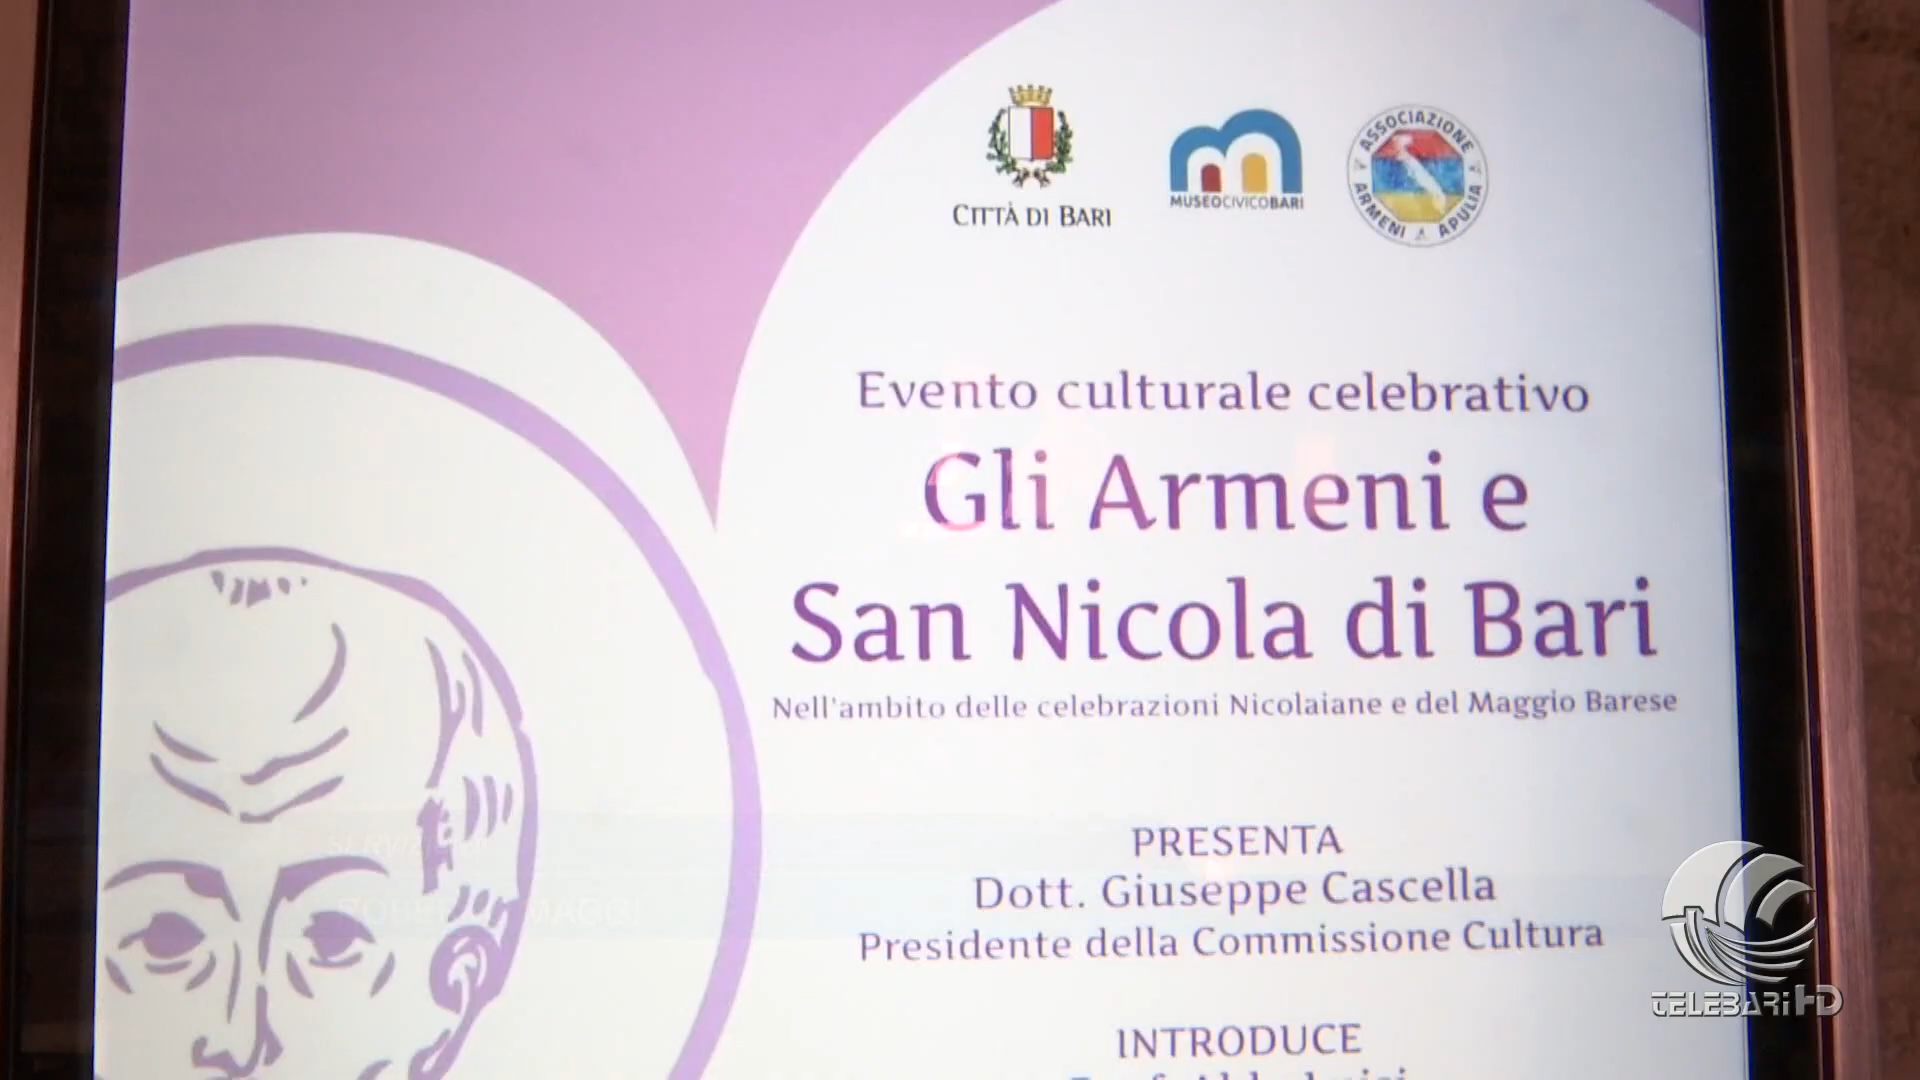 CITTÀ DI BARI
MUSEOCIVICOBARI
ASSOCIAZIONE
ARMENI APULIA
Evento culturale celebrativo
Gli Armeni e
San Nicola di Bari
Nell'ambito delle celebrazioni Nicolaiane e del Maggio Barese
PRESENTA
Dott. Giuseppe Cascella
Presidente della Commissione Cultura
INTRODUCE
TELEBARI HD